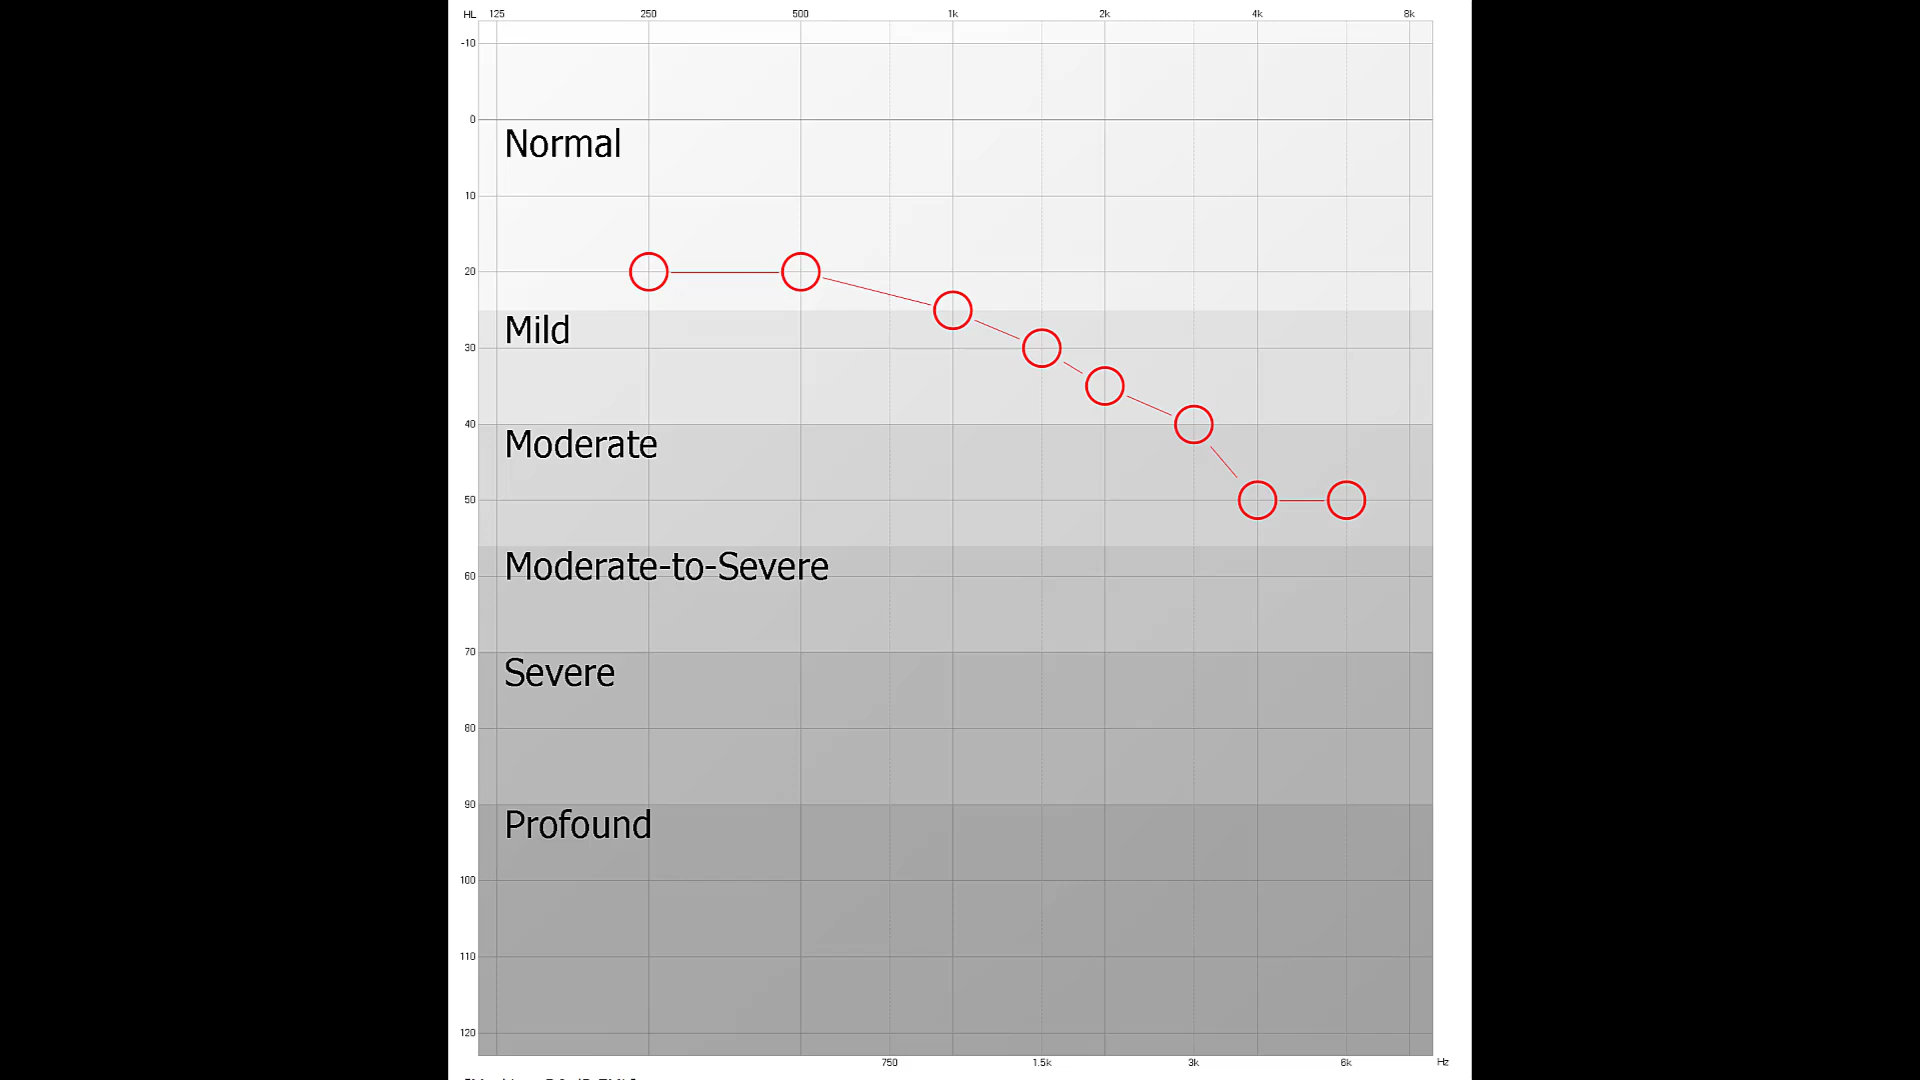 HL 125 250 500 1k 2k 4k 8k
-10
0
Normal
10
20
Mild
30
40
Moderate
50
Moderate-to-Severe
60
70
Severe
80
90
Profound
100
110
120
750 1.5k 3k 6k Hz